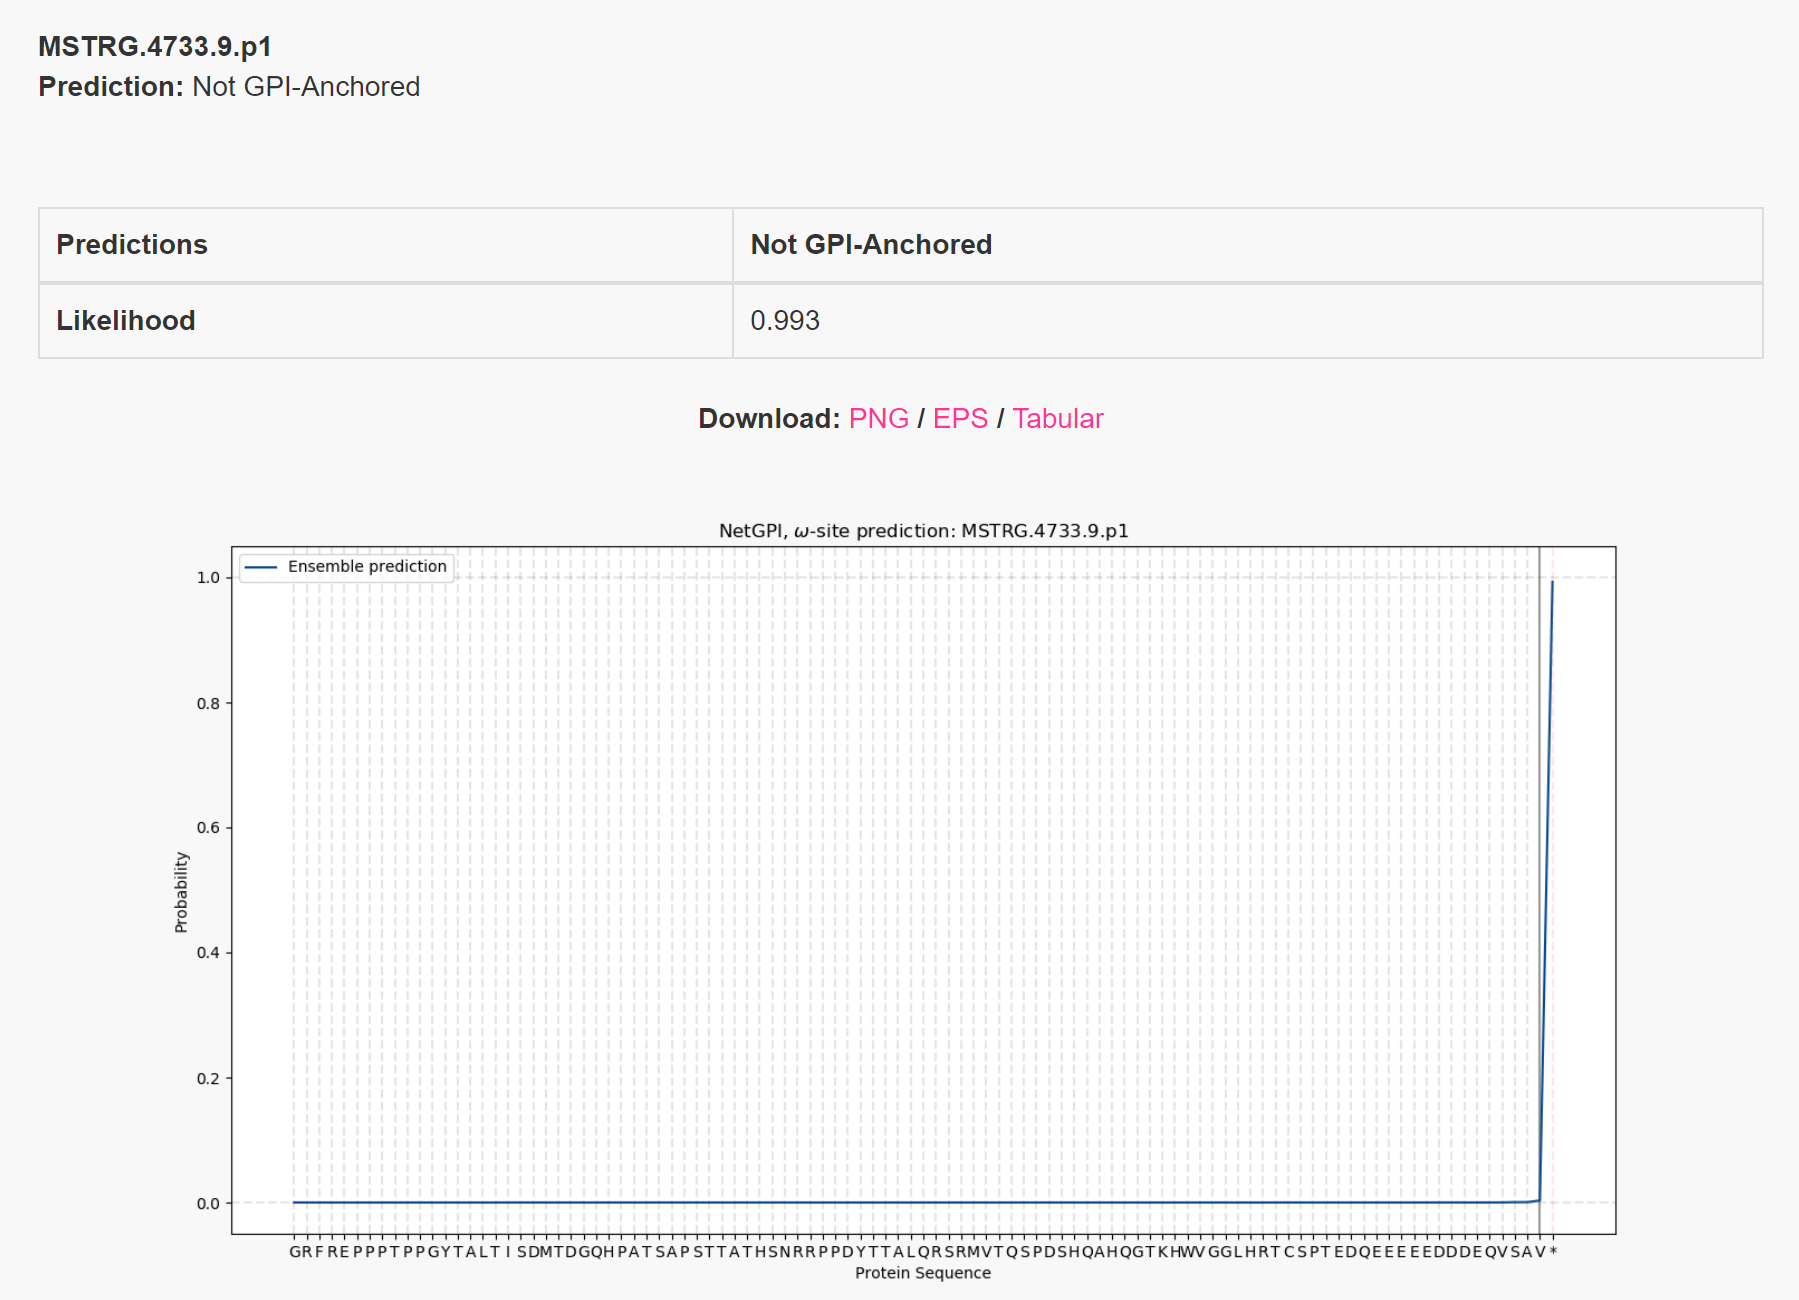 MSTRG.4733.9.p1
Prediction: Not GPI-Anchored
Predictions Not GPI-Anchored
Likelihood 0.993
Download: PNG / EPS / Tabular
NetGPI, ω-site prediction: MSTRG.4733.9.p1
Ensemble prediction
1.0
0.8
0.6
0.4
0.2
0.0
Probability
GRFREPPPTPPGYTALTISDMTDGQHPATSAPSTTATHSNRRPPDYTTALQRSRMVTQSPDSHQAHQGTKHWVGGLHRTCSPTEDQEEEEEDDDEQVSAV*
Protein Sequence